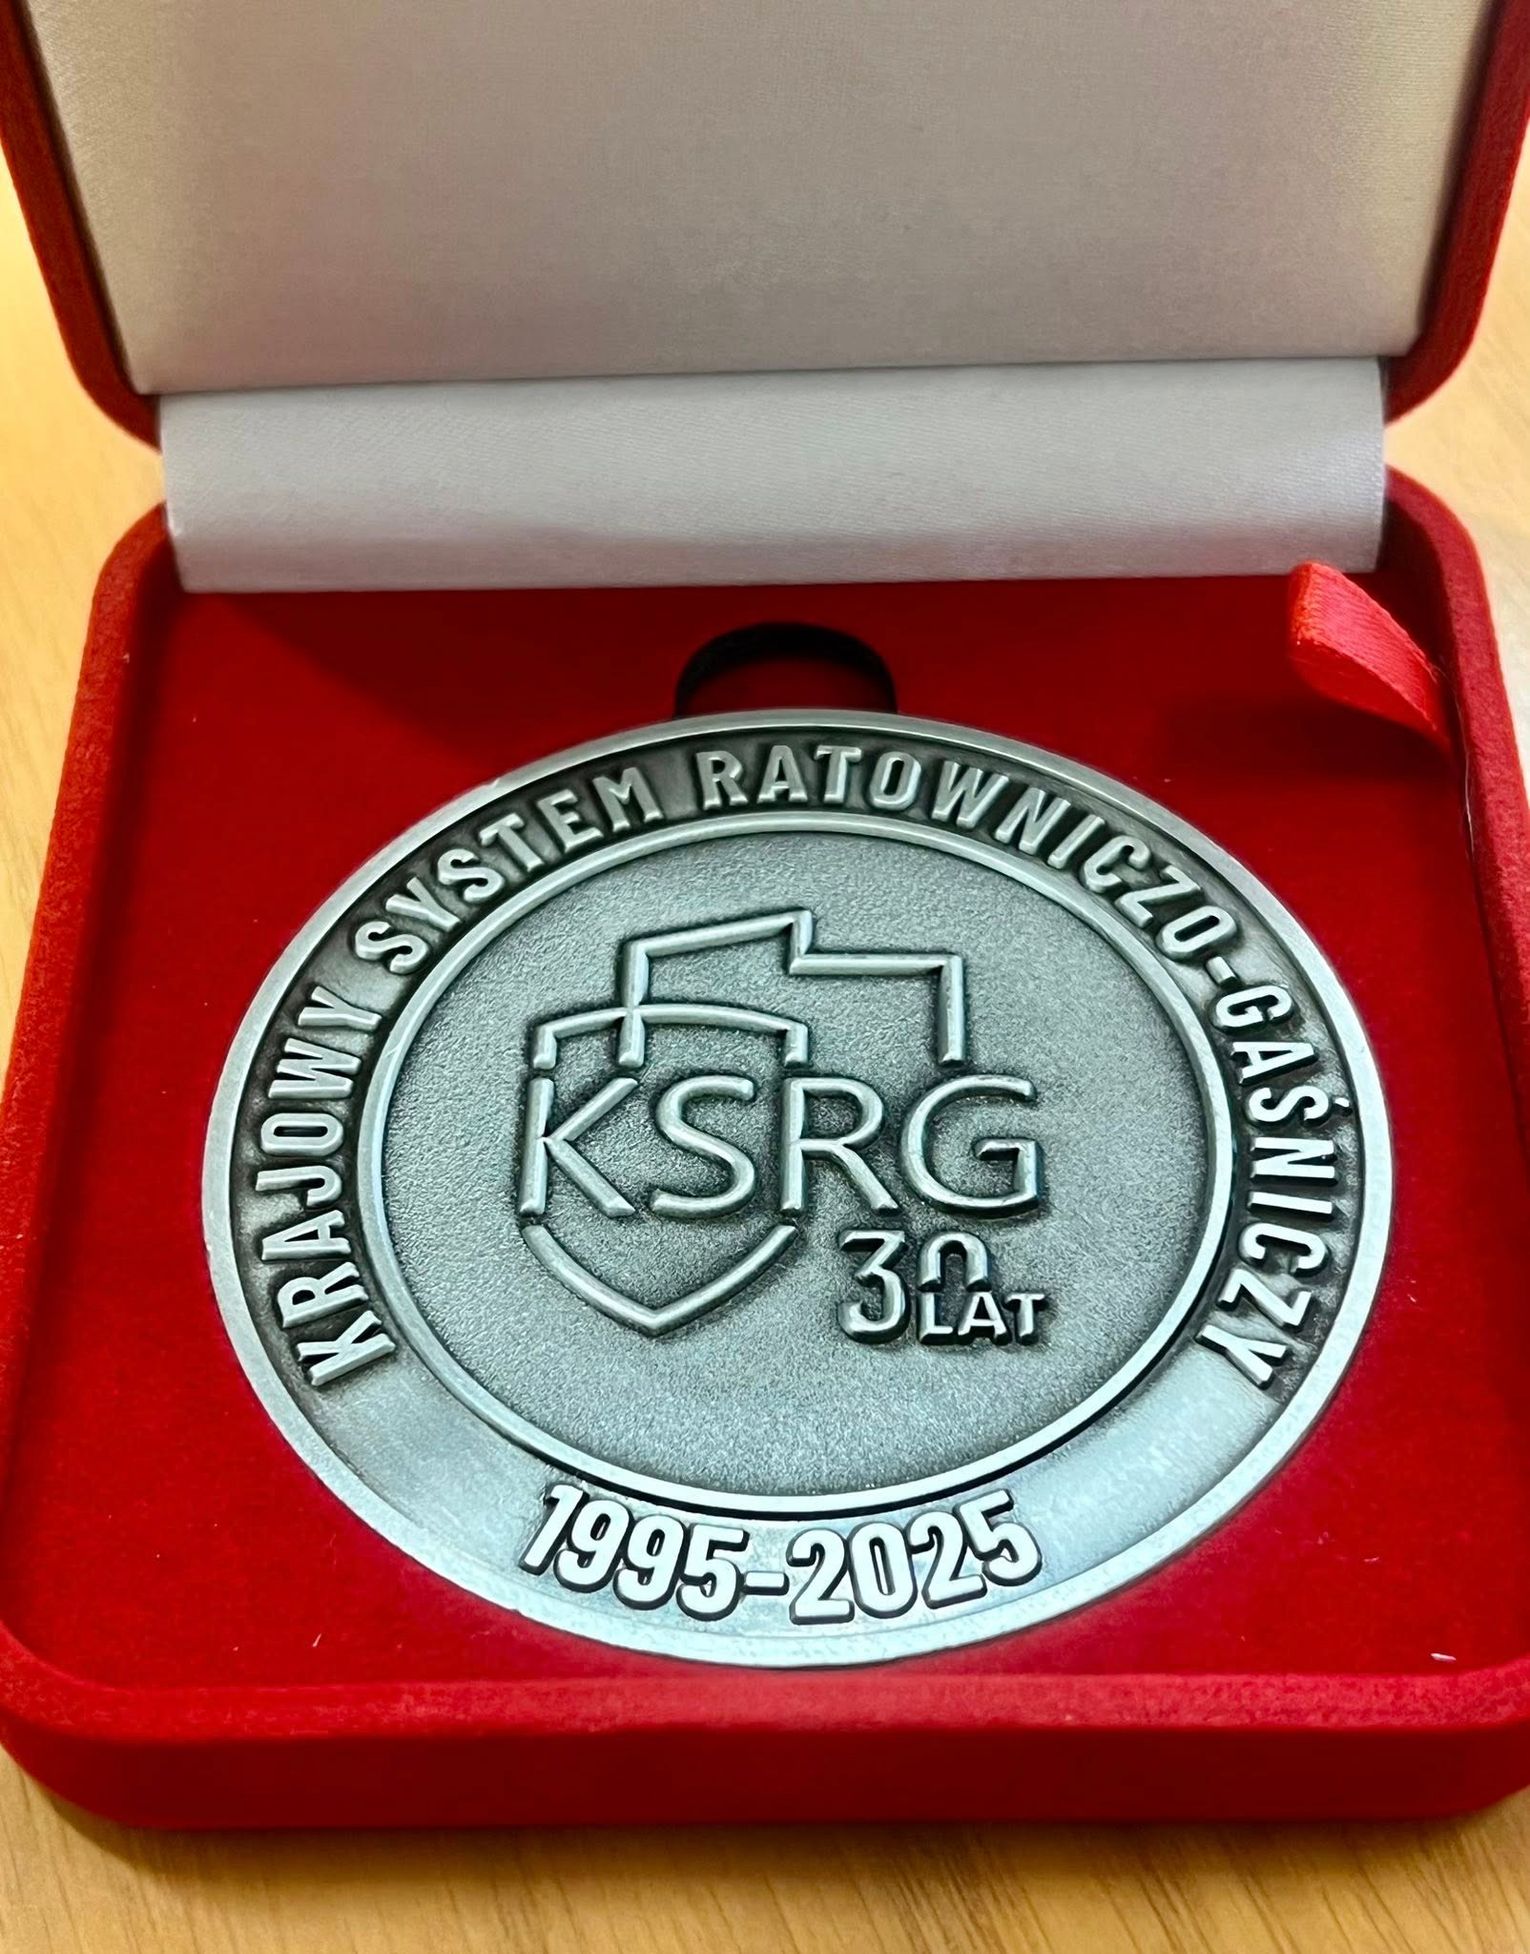 KRAJOWY SYSTEM RATOWNICZO-GAŚNICZY
KSRG
30
LAT
1995-2025